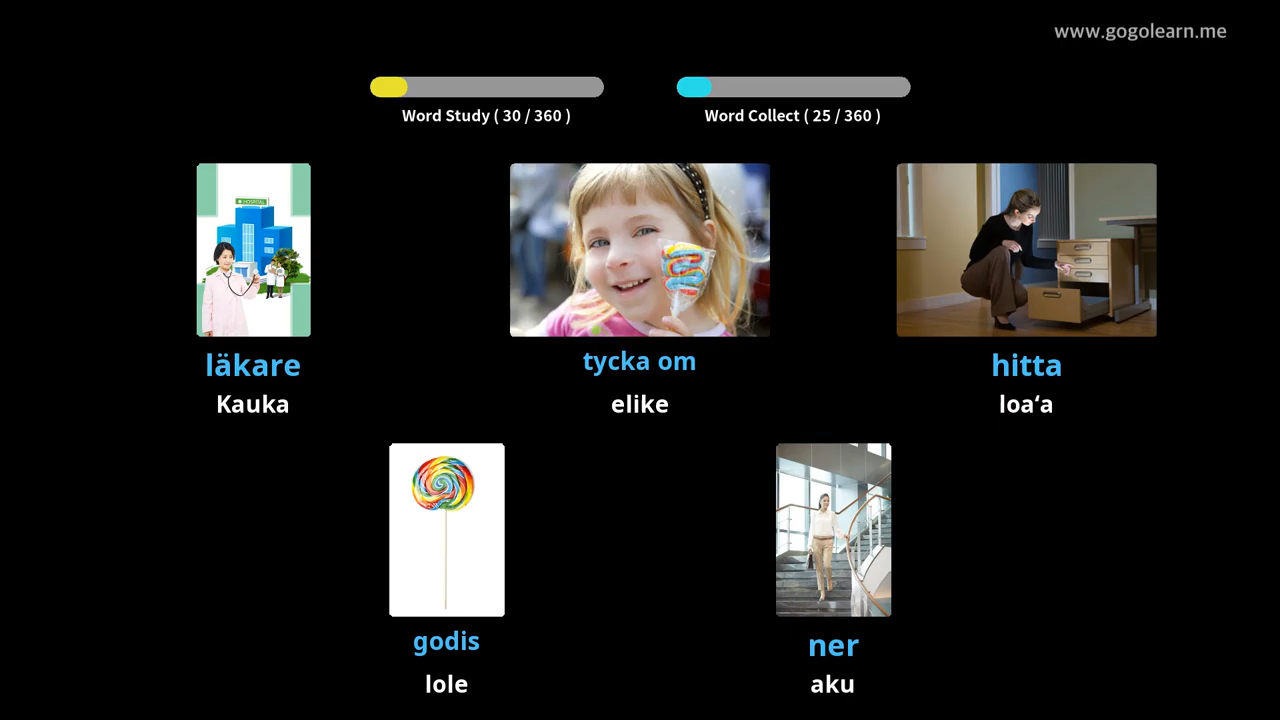 www.gogolearn.me
Word Study ( 30 / 360 )
Word Collect ( 25 / 360 )
HOSPITAL
läkare
Kauka
tycka om
elike
hitta
loaʻa
godis
lole
ner
aku